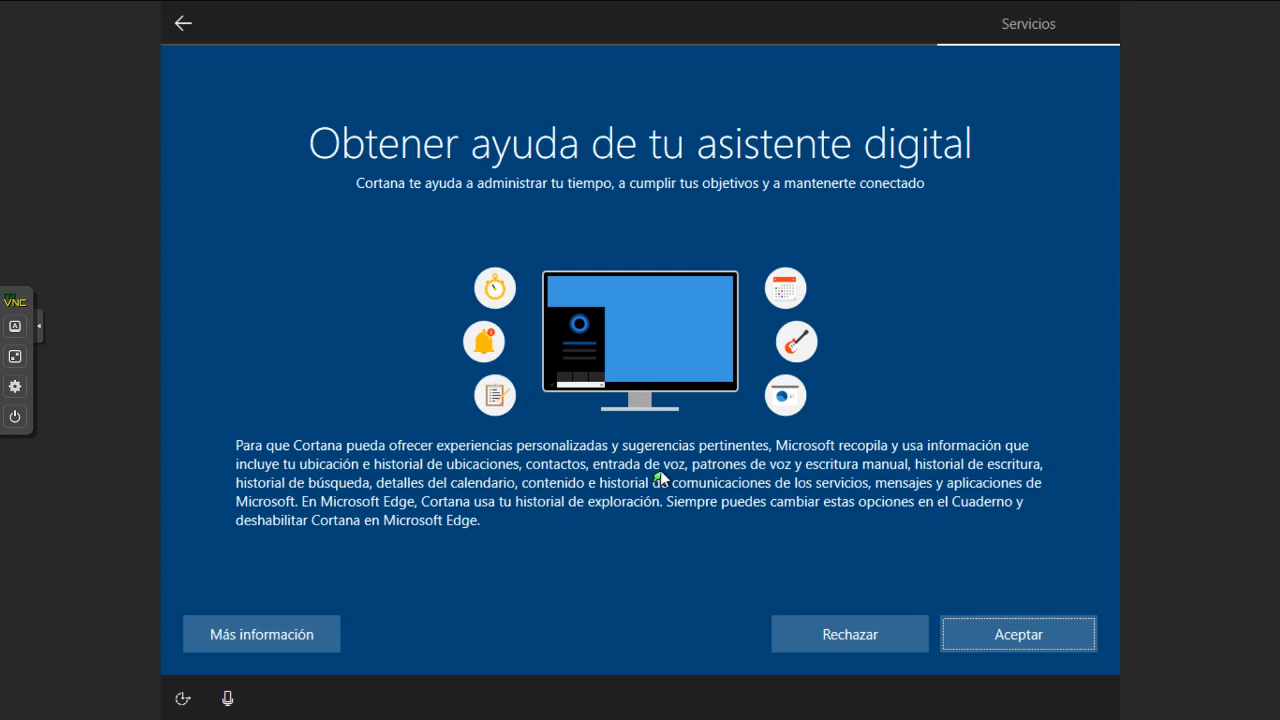 Servicios
Obtener ayuda de tu asistente digital
Cortana te ayuda a administrar tu tiempo, a cumplir tus objetivos y a mantenerte conectado
VNC
Para que Cortana pueda ofrecer experiencias personalizadas y sugerencias pertinentes, Microsoft recopila y usa información que
incluye tu ubicación e historial de ubicaciones, contactos, entrada de voz, patrones de voz y escritura manual, historial de escritura,
historial de búsqueda, detalles del calendario, contenido e historial de comunicaciones de los servicios, mensajes y aplicaciones de
Microsoft. En Microsoft Edge, Cortana usa tu historial de exploración. Siempre puedes cambiar estas opciones en el Cuaderno y
deshabilitar Cortana en Microsoft Edge.
Más información
Rechazar
Aceptar